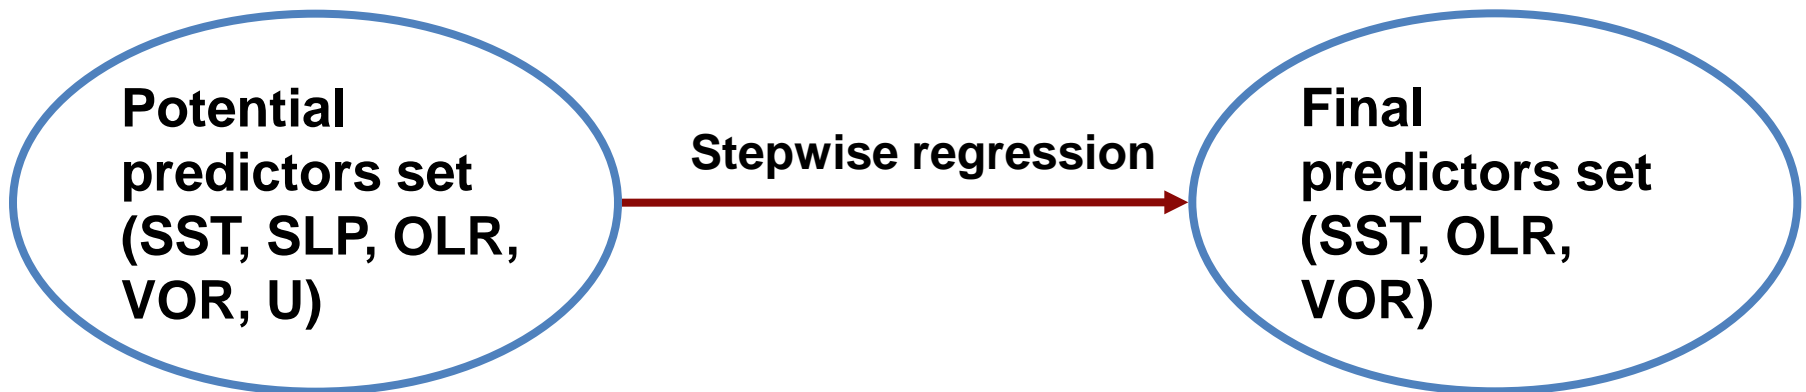 Potential
predictors set
(SST, SLP, OLR,
VOR, U)
Stepwise regression
Final
predictors set
(SST, OLR,
VOR)